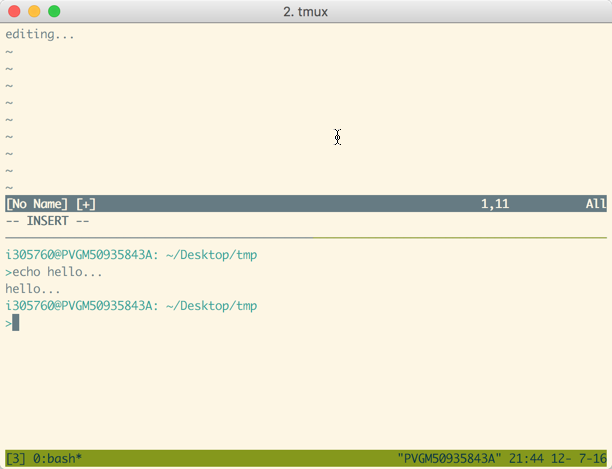 2. tmux
editing...
~
~
~
~
~
~
~
~
~
[No Name] [+] 1,11 All
-- INSERT --
i305760@PVGM50935843A: ~/Desktop/tmp
>echo hello...
hello...
i305760@PVGM50935843A: ~/Desktop/tmp
>
[3] 0:bash* "PVGM50935843A" 21:44 12- 7-16